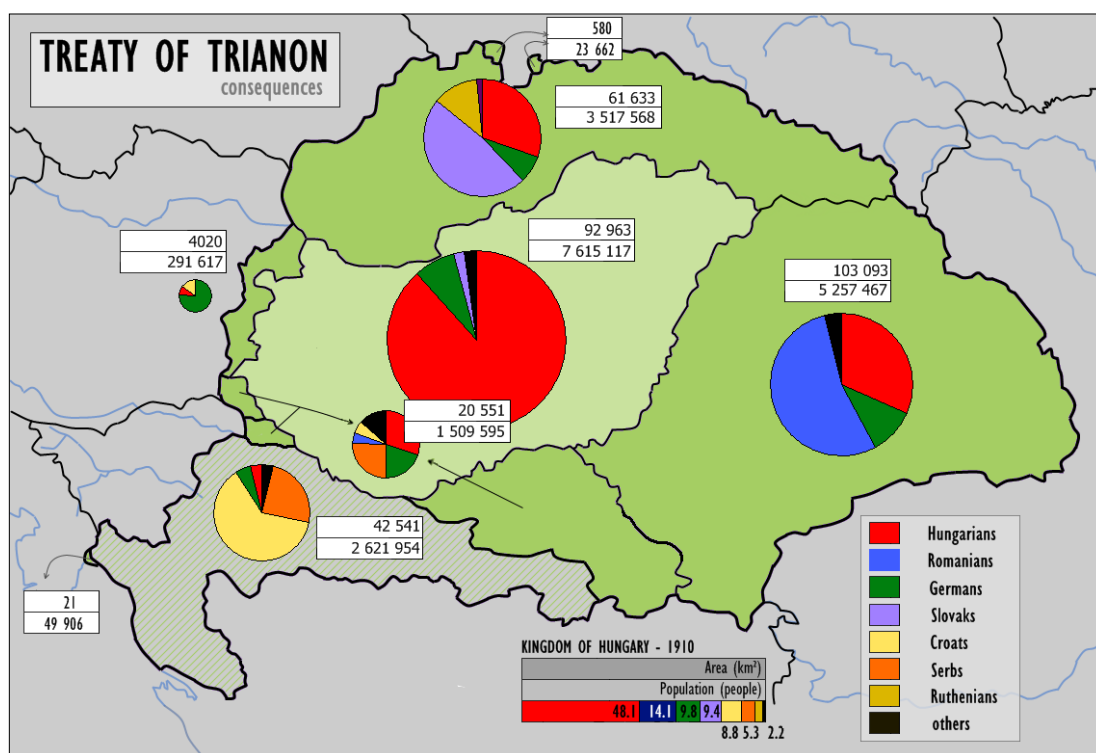 TREATY OF TRIANON
consequences
580
23 662
61 633
3 517 568
92 963
7 615 117
4020
291 617
103 093
5 257 467
20 551
1 509 595
42 541
2 621 954
21
49 906
Hungarians
Romanians
Germans
Slovaks
Croats
Serbs
Ruthenians
others
KINGDOM OF HUNGARY - 1910
Area (km²)
Population (people)
48.1 14.1 9.8 9.4
8.8 5.3 2.2